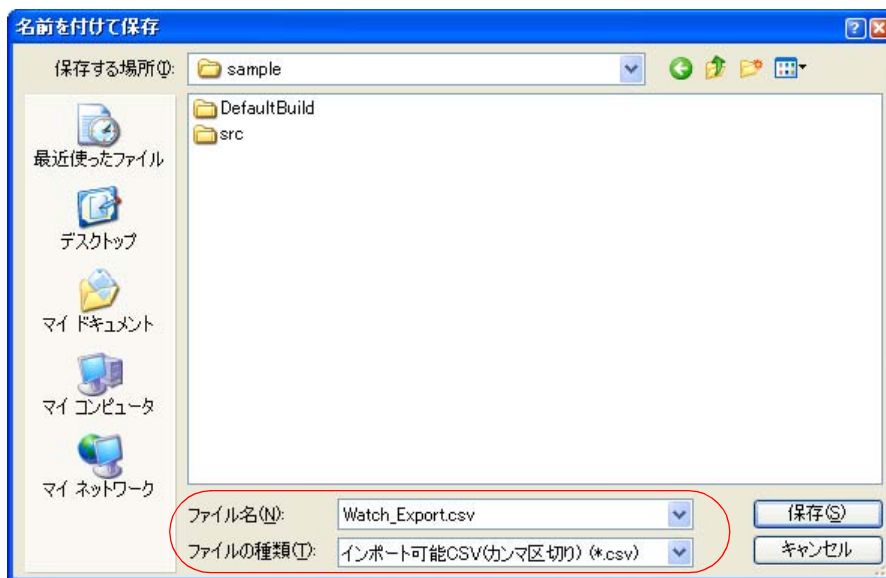 名前を付けて保存
保存する場所(I):
sample
DefaultBuild
src
最近使ったファイル
デスクトップ
マイ ドキュメント
マイ コンピュータ
マイ ネットワーク
ファイル名(N):
Watch_Export.csv
保存(S)
ファイルの種類(T):
インポート可能CSV(カンマ区切り) (*.csv)
キャンセル